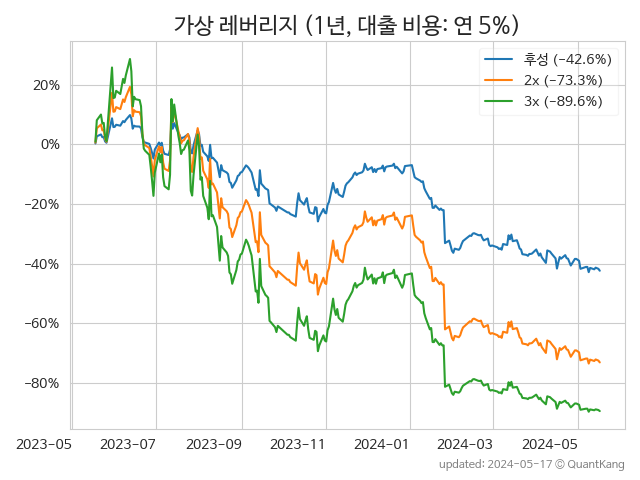 가상 레버리지 (1년, 대출 비용: 연 5%)
후성 (−42.6%)
2x (−73.3%)
3x (−89.6%)
20%
0%
−20%
−40%
−60%
−80%
2023-05
2023-07
2023-09
2023-11
2024-01
2024-03
2024-05
updated: 2024-05-17 © QuantKang